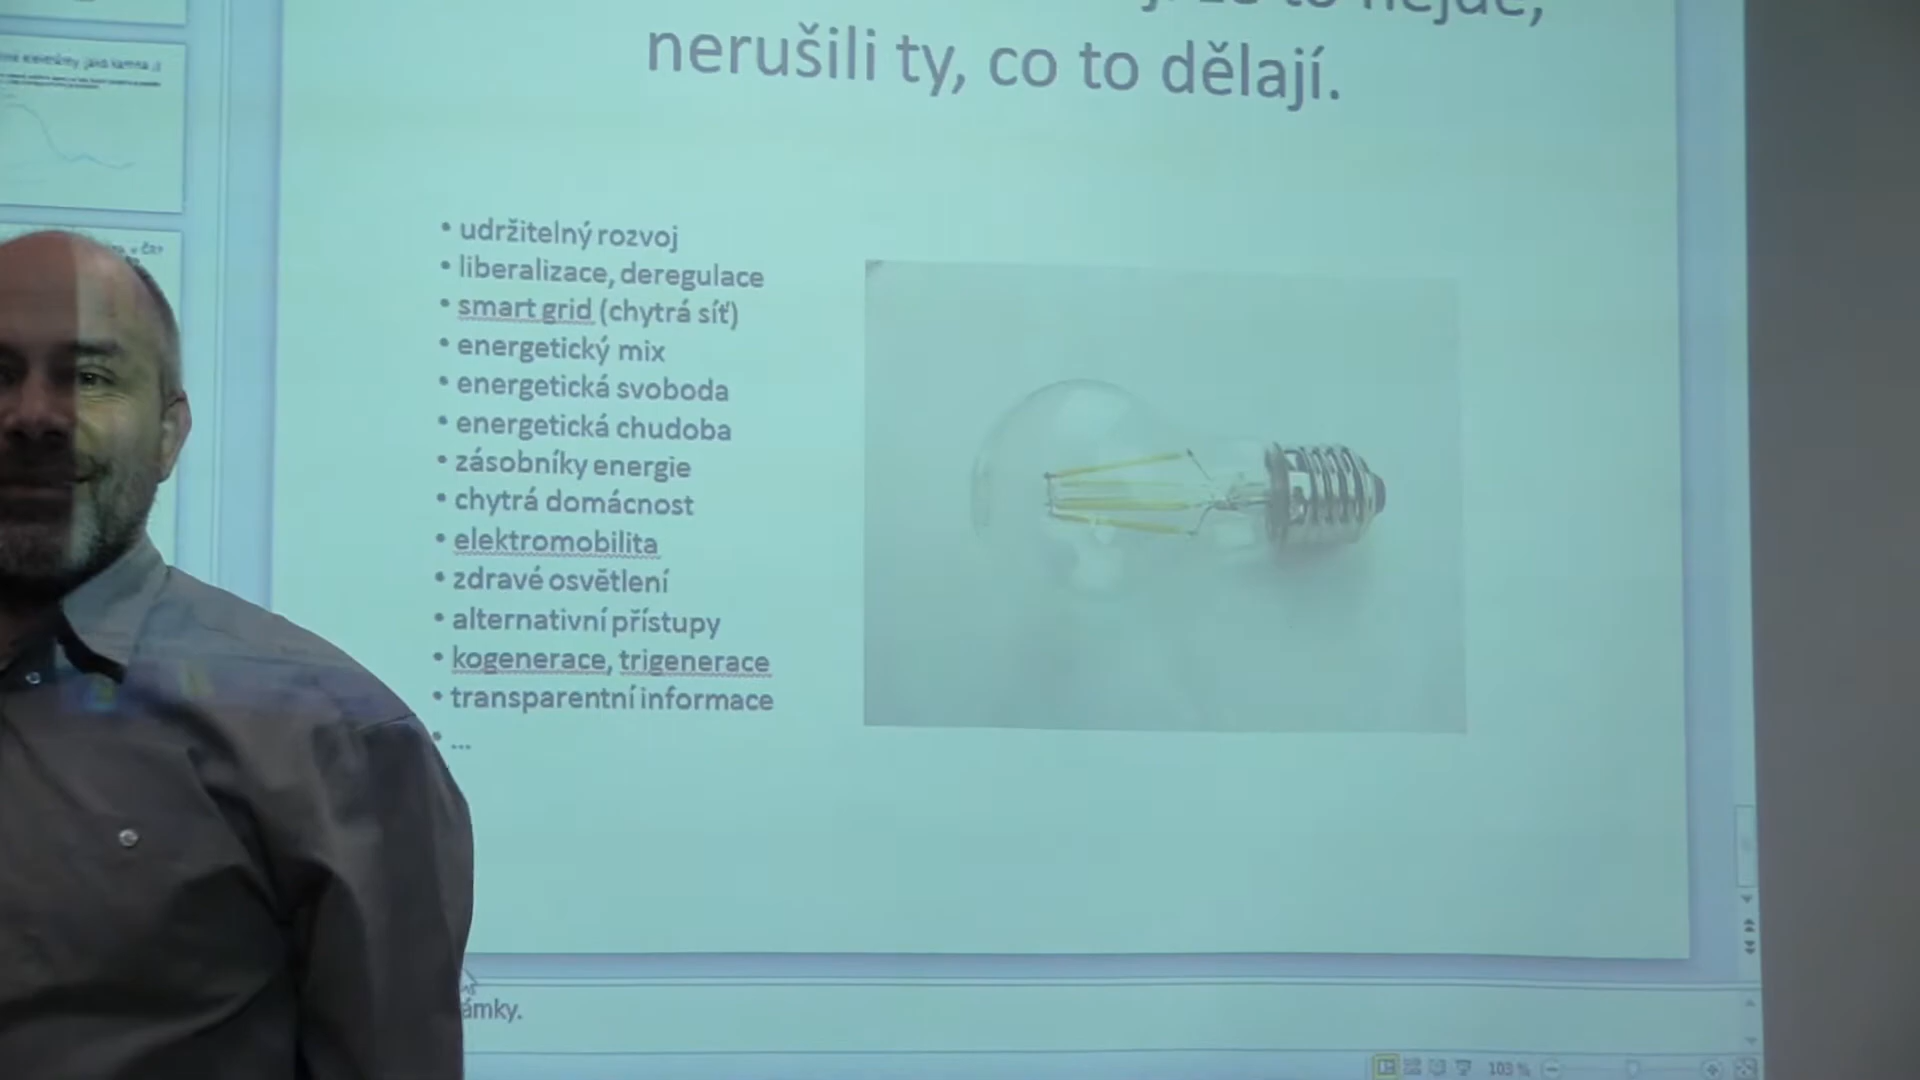 nejde,
nerušili ty, co to dělají.
• udržitelný rozvoj
• liberalizace, deregulace
• smart grid (chytrá síť)
• energetický mix
• energetická svoboda
• energetická chudoba
• zásobníky energie
• chytrá domácnost
• elektromobilita
• zdravé osvětlení
• alternativní přístupy
• kogenerace, trigenerace
• transparentní informace
• ...
ámky.
103 %